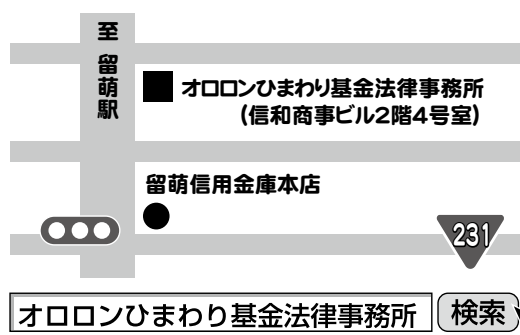 至
留萌駅
オロロンひまわり基金法律事務所
(信和商事ビル2階4号室)
留萌信用金庫本店
231
オロロンひまわり基金法律事務所
検索